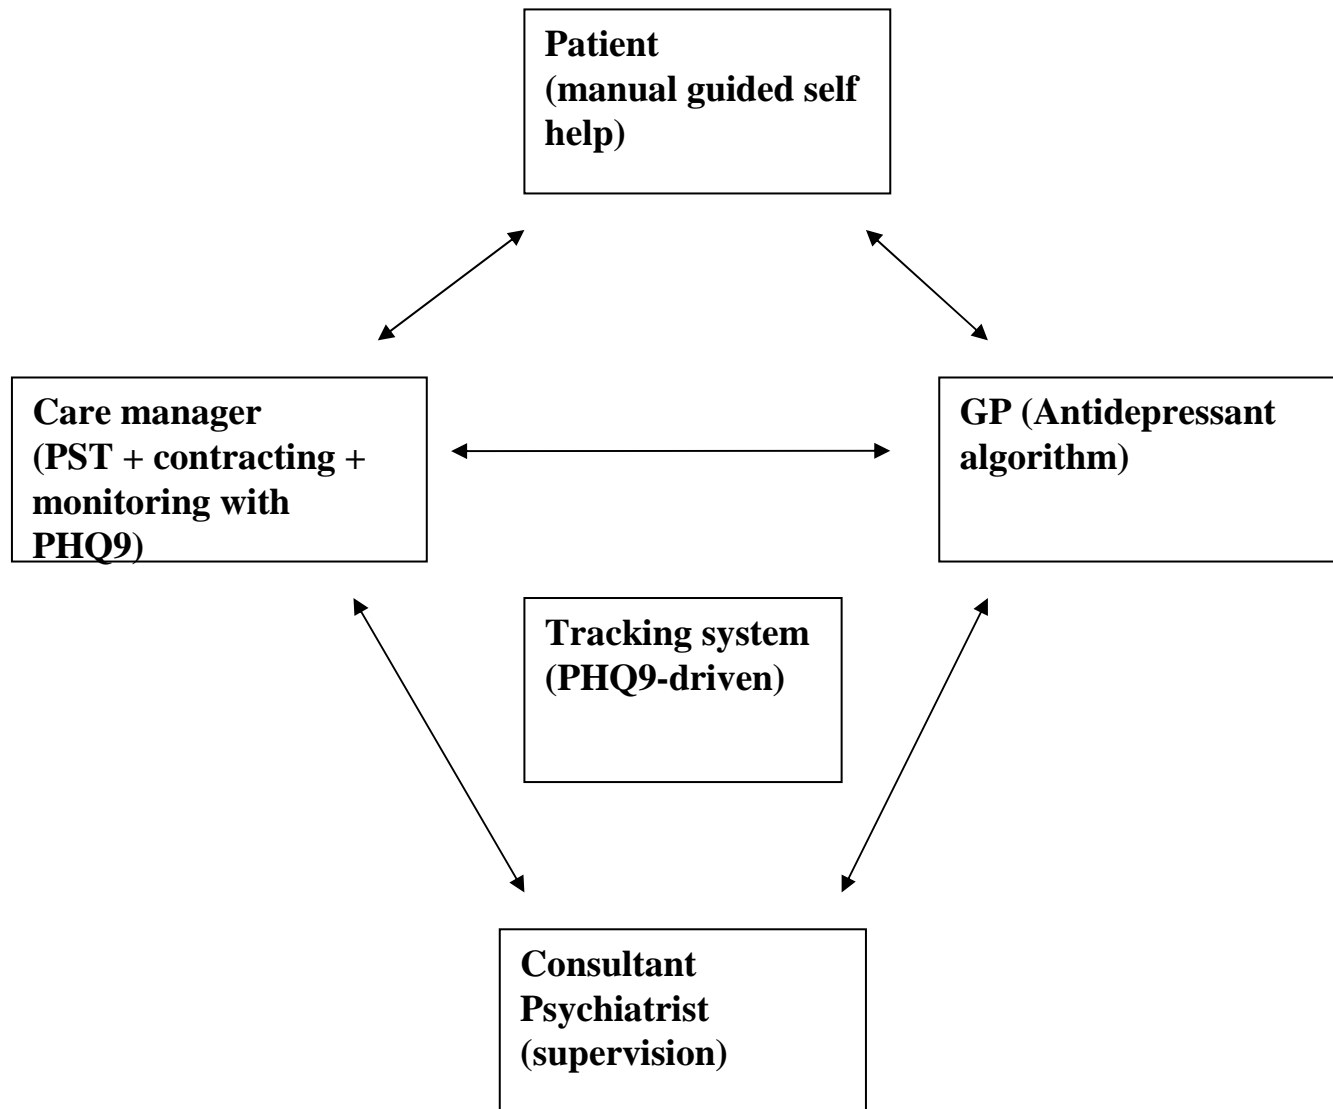 Patient
(manual guided self
help)
Care manager
(PST + contracting +
monitoring with
PHQ9)
GP (Antidepressant
algorithm)
Tracking system
(PHQ9-driven)
Consultant
Psychiatrist
(supervision)